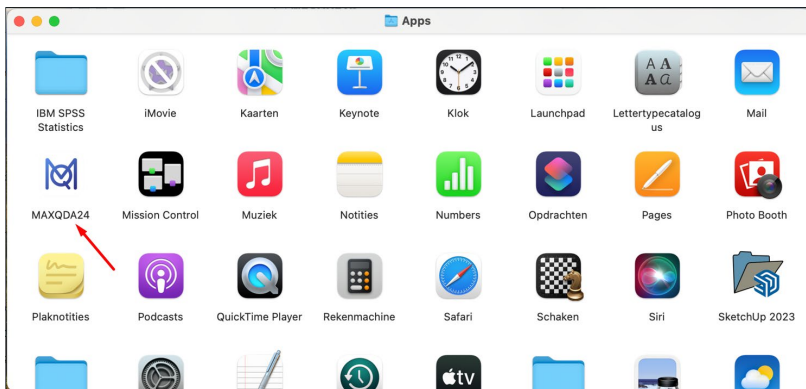 Apps
IBM SPSS
Statistics
iMovie
Kaarten
Keynote
Klok
Launchpad
Lettertypecatalog
us
Mail
MAXQDA24
Mission Control
Muziek
Notities
Numbers
Opdrachten
Pages
Photo Booth
Plaknotities
Podcasts
QuickTime Player
Rekenmachine
Safari
Schaken
Siri
SketchUp 2023
tv